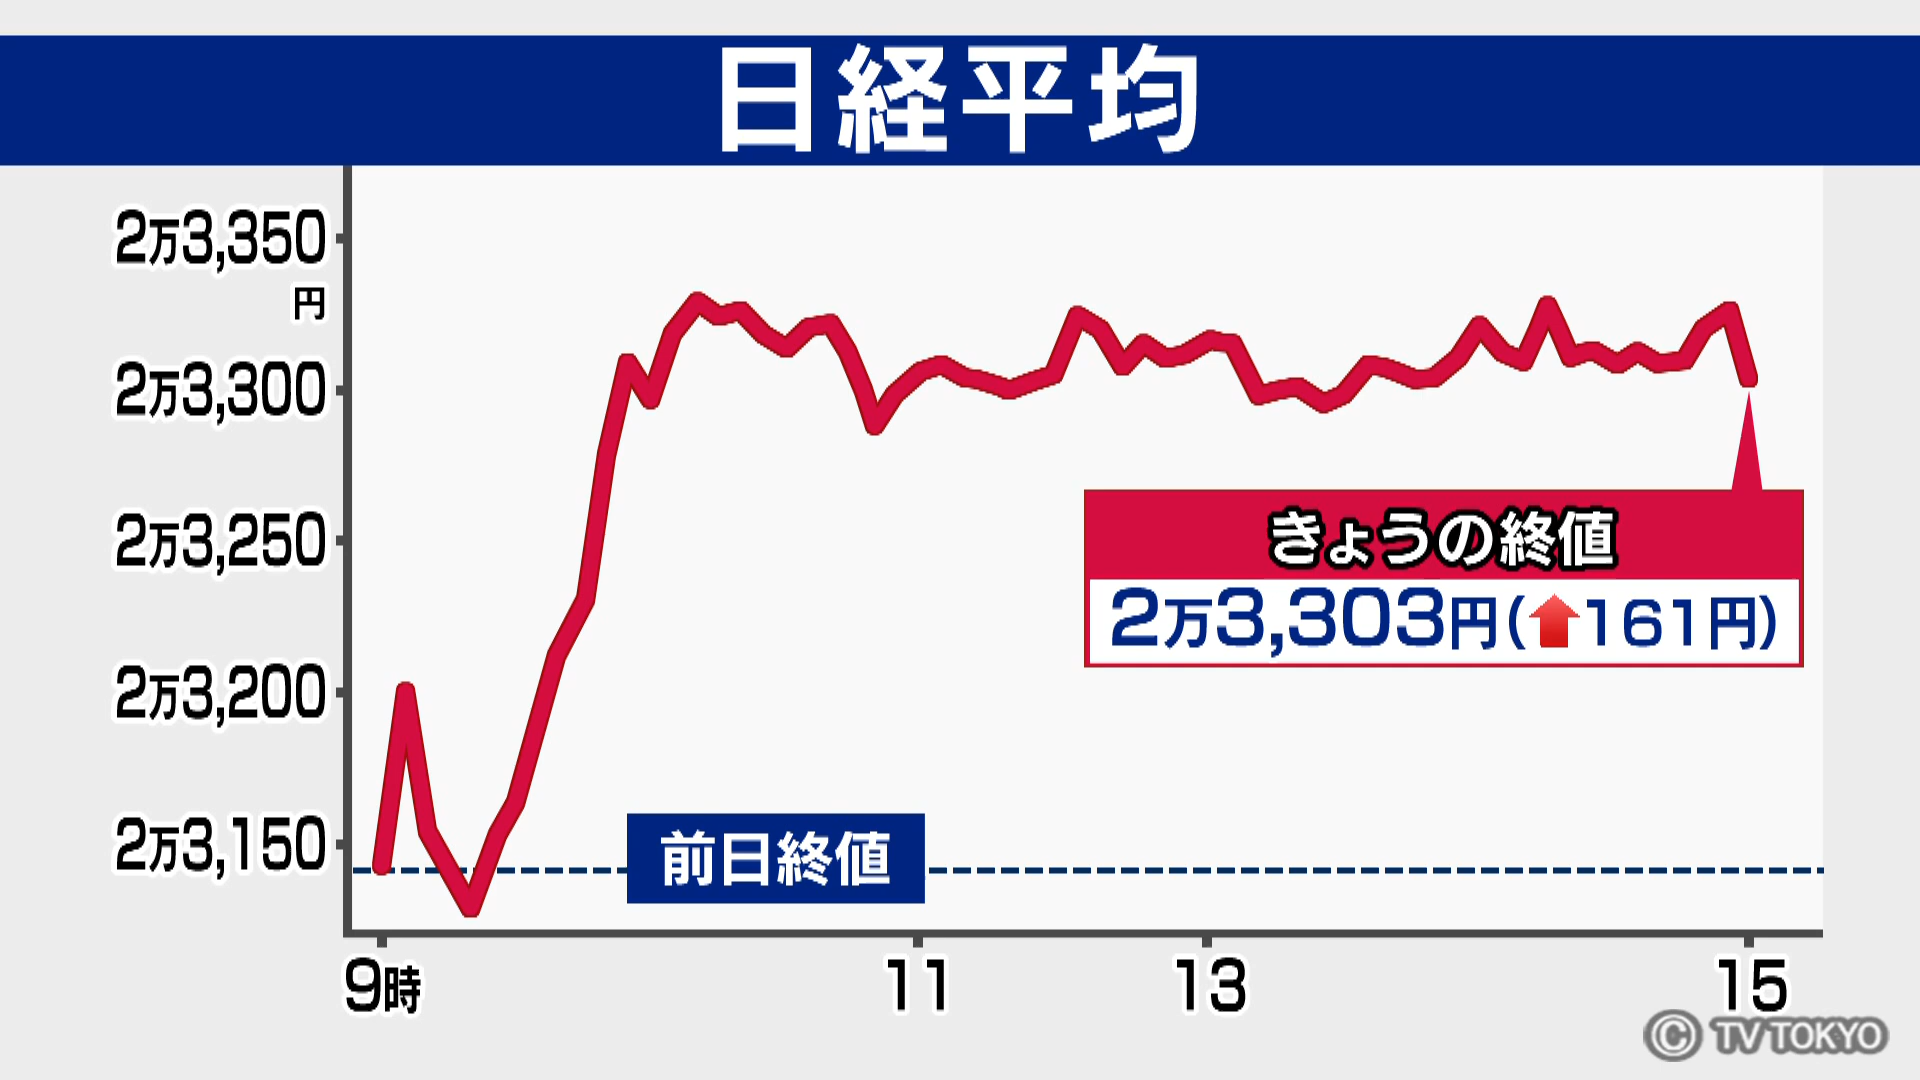 日経平均
2万3,350
円
2万3,300
2万3,250
2万3,200
2万3,150
きょうの終値
2万3,303円(↑161円)
前日終値
9時 11 13 15
© TV TOKYO